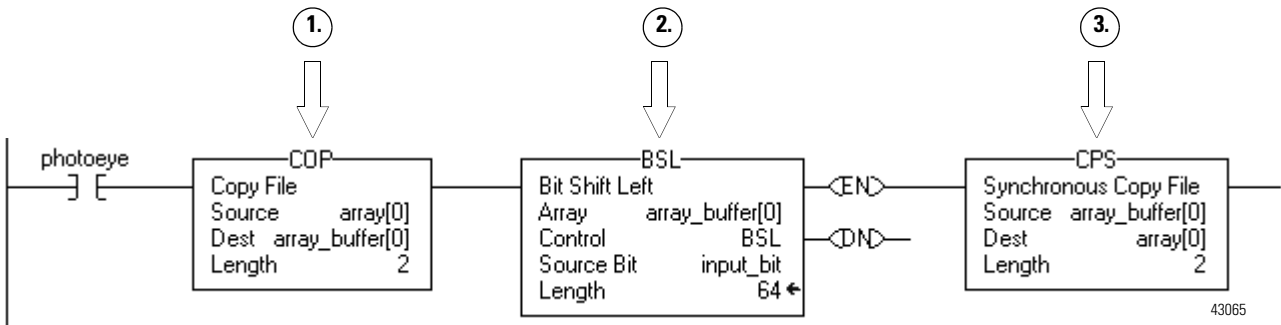 1.
2.
3.
photoeye
COP
Copy File
Source array[0]
Dest array_buffer[0]
Length 2
BSL
Bit Shift Left
Array array_buffer[0]
Control BSL
Source Bit input_bit
Length 64
EN
DN
CPS
Synchronous Copy File
Source array_buffer[0]
Dest array[0]
Length 2
43065